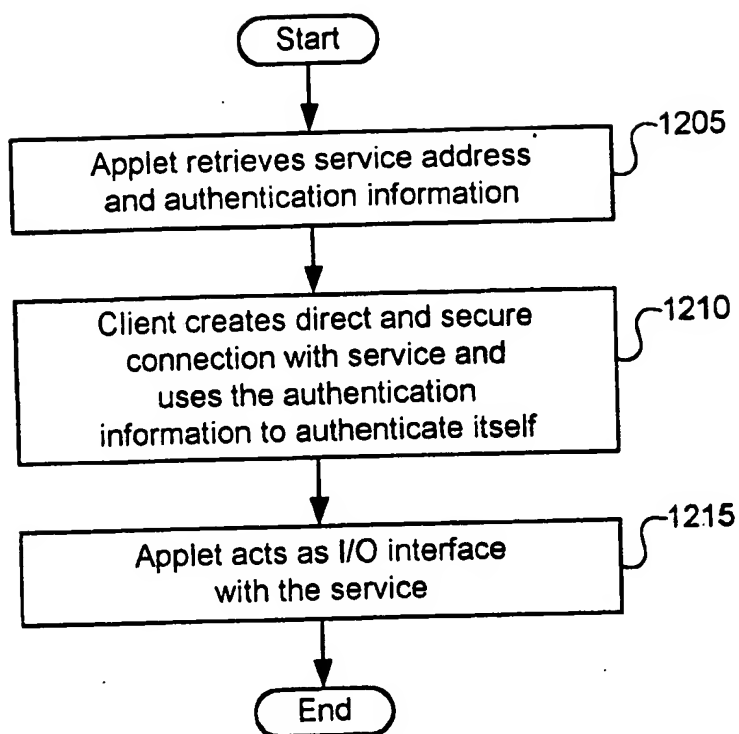 Start
1205
Applet retrieves service address
and authentication information
1210
Client creates direct and secure
connection with service and
uses the authentication
information to authenticate itself
1215
Applet acts as I/O interface
with the service
End